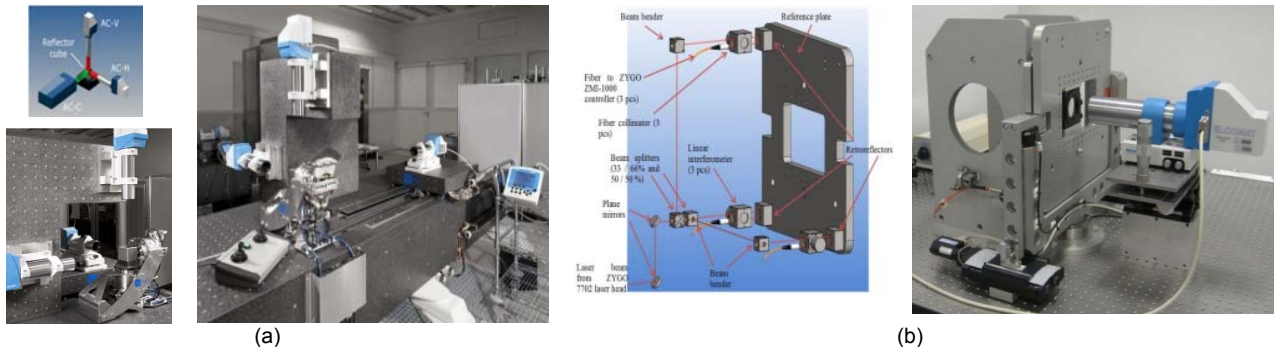 AC-V
Reflector
cube
AC-H
AC-C
Beam bender
Reference plate
Fiber to ZYGO
ZMI-1000
controller (3 pcs)
Fiber collimator (3
pcs)
Beam splitters
(33 / 66% and
50 / 50 %)
Linear
interferometer
(3 pcs)
Retroreflectors
Plane
mirrors
Laser beam
from ZYGO
7702 laser head
Beam
bender
ELCOMAT
(a)
(b)